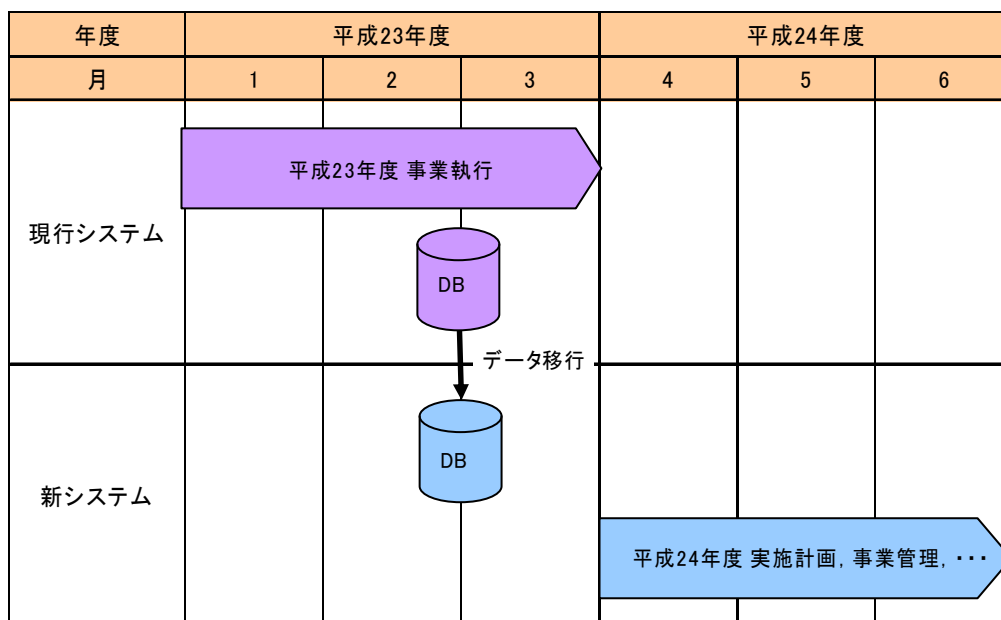 年度 平成23年度 平成24年度
月 1 2 3 4 5 6
平成23年度 事業執行
現行システム
DB
データ移行
DB
新システム
平成24年度 実施計画, 事業管理, ・・・